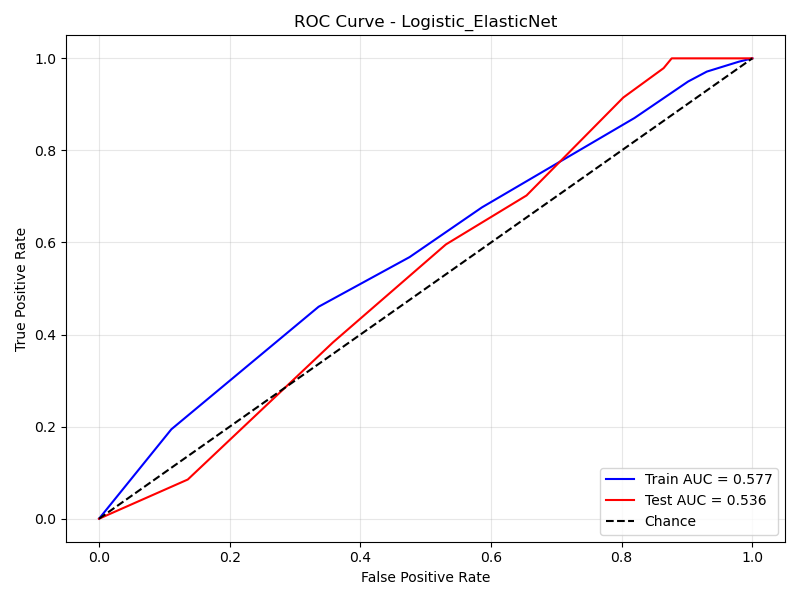 ROC Curve - Logistic_ElasticNet
True Positive Rate
1.0
0.8
0.6
0.4
0.2
0.0
Train AUC = 0.577
Test AUC = 0.536
Chance
0.0 0.2 0.4 0.6 0.8 1.0
False Positive Rate